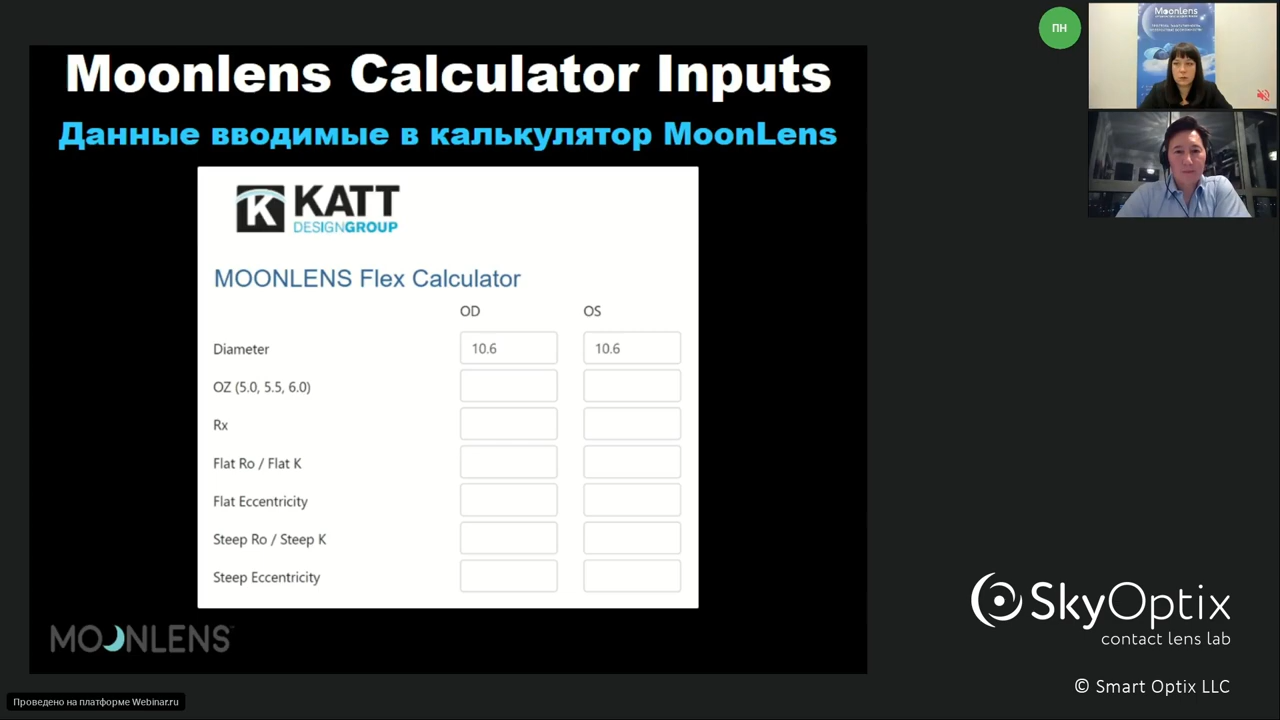 Moonlens Calculator Inputs
Данные вводимые в калькулятор MoonLens
K KATT
DESIGNGROUP
MOONLENS Flex Calculator
OD OS
Diameter 10.6 10.6
OZ (5.0, 5.5, 6.0)
Rx
Flat Ro / Flat K
Flat Eccentricity
Steep Ro / Steep K
Steep Eccentricity
MOONLENS
ПН
Moonlens
SkyOptix
contact lens lab
© Smart Optix LLC
Проведено на платформе Webinar.ru